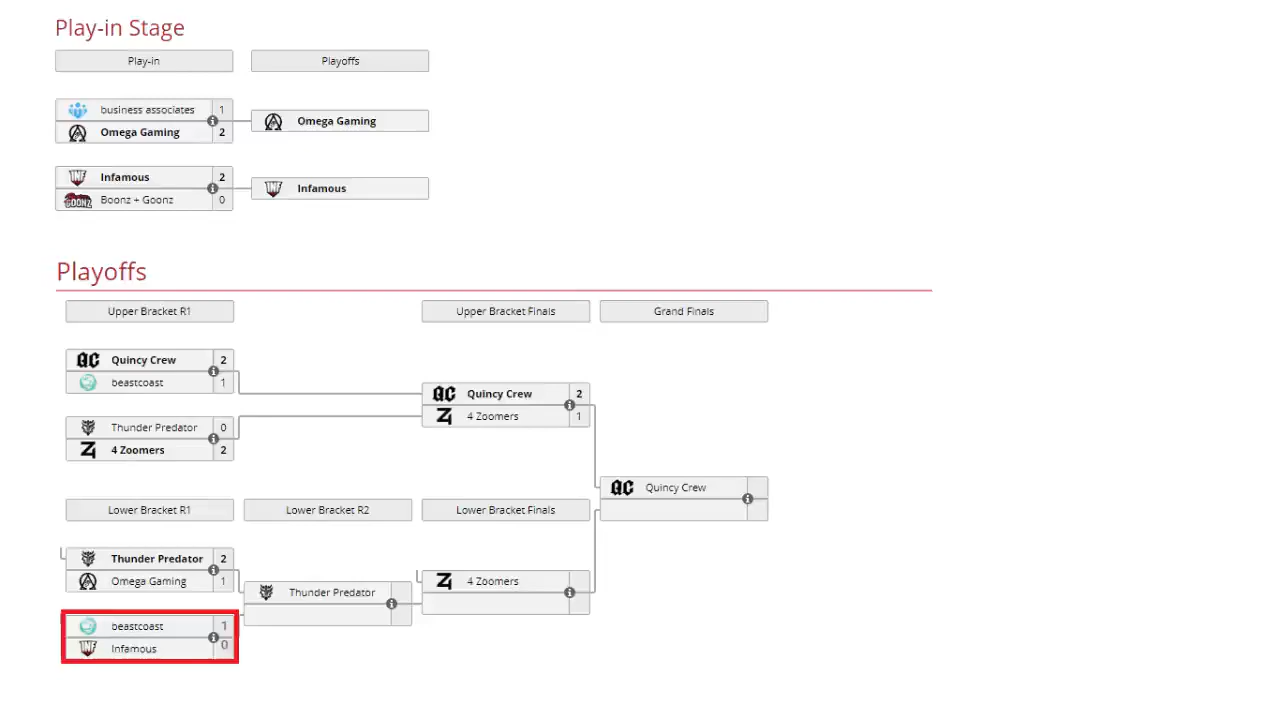 Play-in Stage
Play-in
Playoffs
business associates 1
Omega Gaming 2
Omega Gaming
Infamous 2
Boonz + Goonz 0
Infamous
Playoffs
Upper Bracket R1
Upper Bracket Finals
Grand Finals
Quincy Crew 2
beastcoast 1
Thunder Predator 0
4 Zoomers 2
Quincy Crew 2
4 Zoomers 1
Quincy Crew
Lower Bracket R1
Lower Bracket R2
Lower Bracket Finals
Thunder Predator 2
Omega Gaming 1
beastcoast 1
Infamous 0
Thunder Predator
4 Zoomers